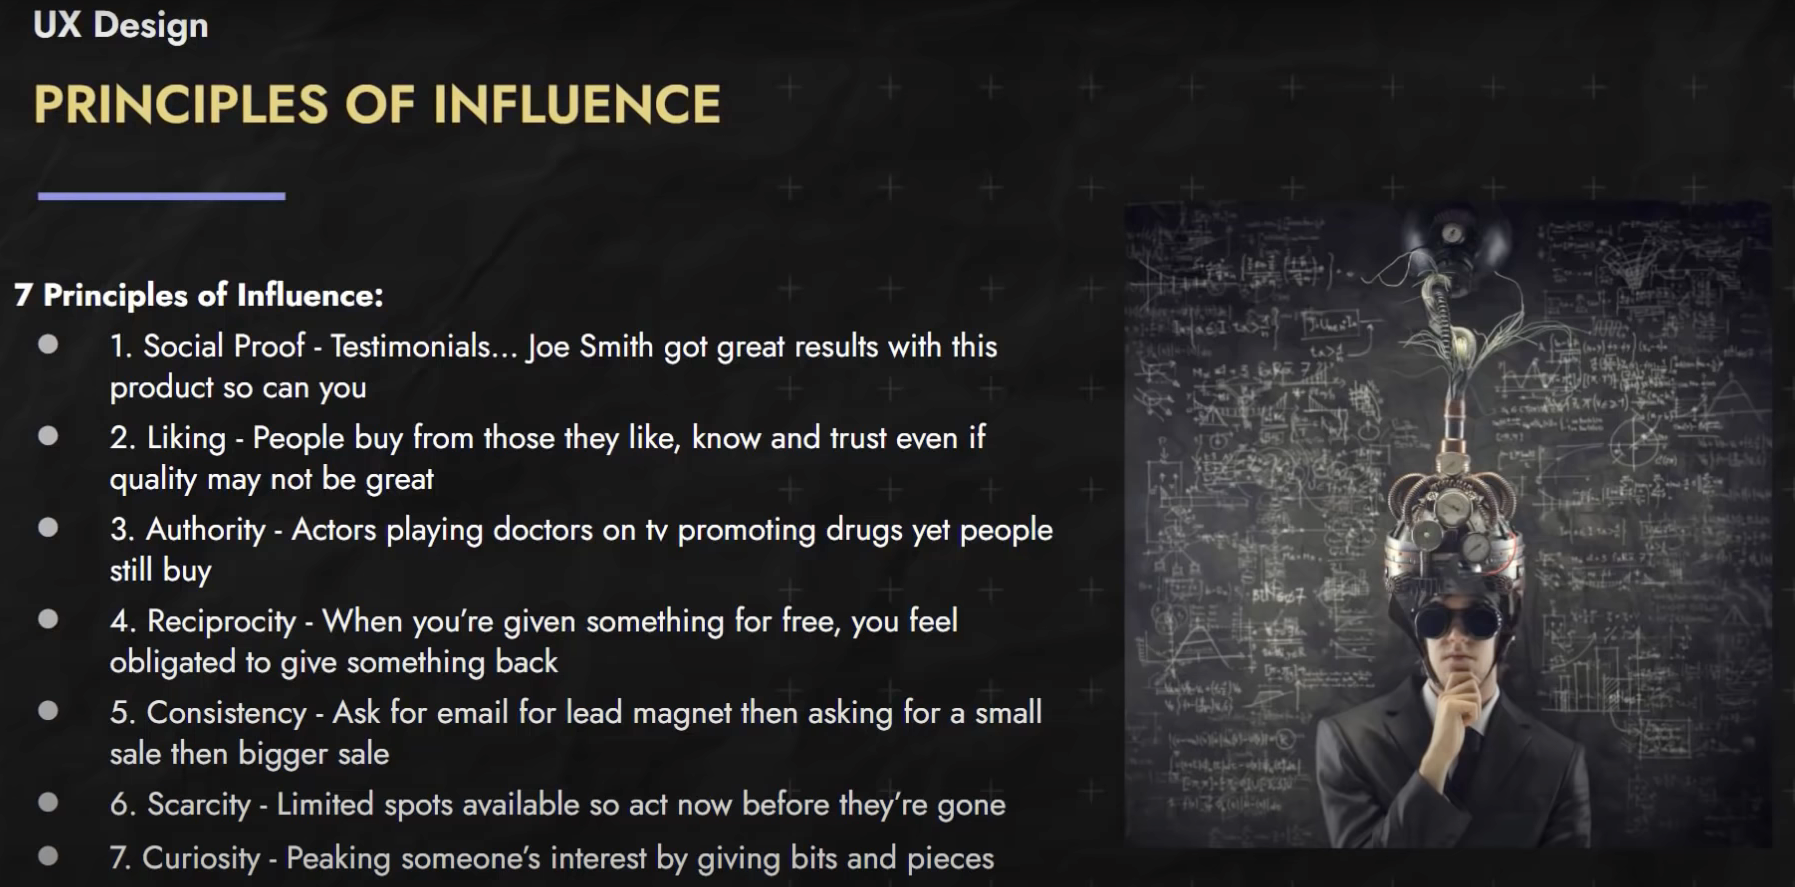 UX Design
PRINCIPLES OF INFLUENCE
7 Principles of Influence:
1. Social Proof - Testimonials... Joe Smith got great results with this
product so can you
2. Liking - People buy from those they like, know and trust even if
quality may not be great
3. Authority - Actors playing doctors on tv promoting drugs yet people
still buy
4. Reciprocity - When you're given something for free, you feel
obligated to give something back
5. Consistency - Ask for email for lead magnet then asking for a small
sale then bigger sale
6. Scarcity - Limited spots available so act now before they're gone
7. Curiosity - Peaking someone's interest by giving bits and pieces